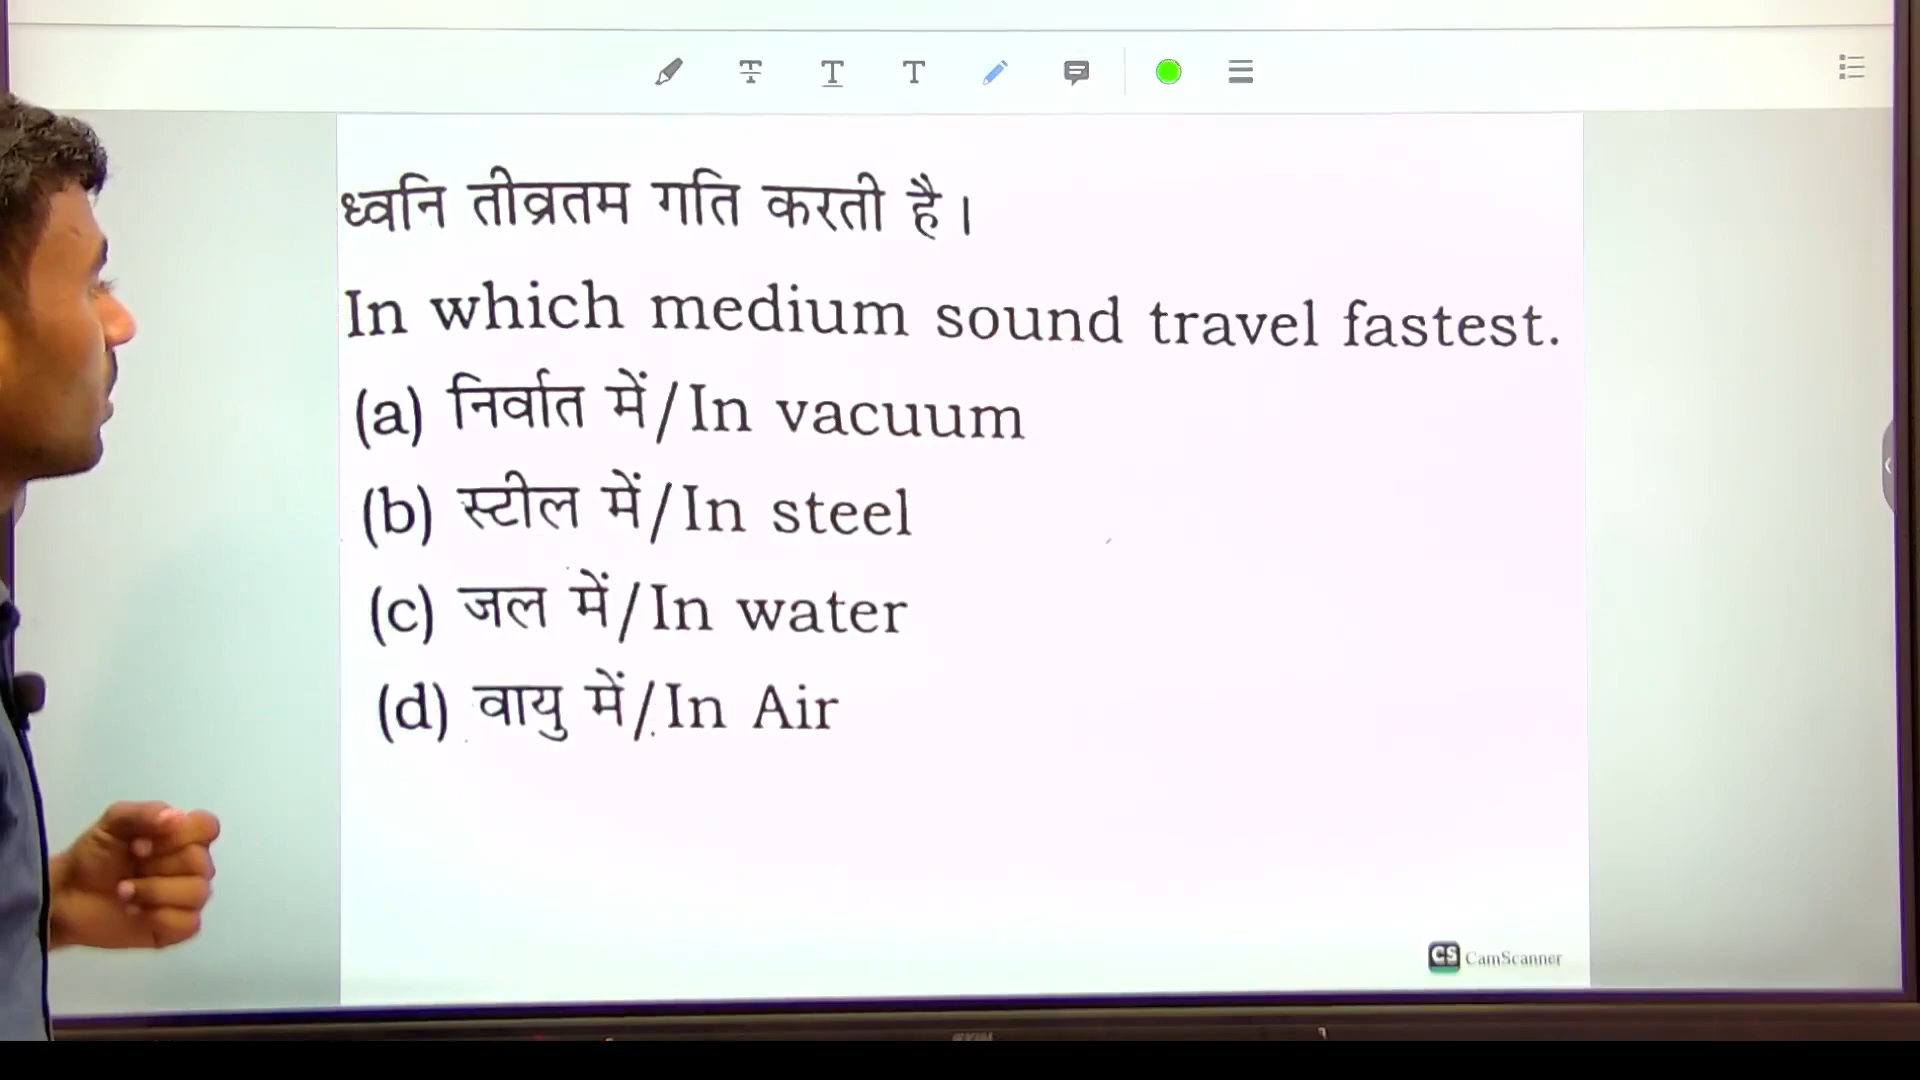 ध्वनि तीव्रतम गति करती है।
In which medium sound travel fastest.
(a) निर्वात में/In vacuum
(b) स्टील में/In steel
(c) जल में/In water
(d) वायु में/In Air
CS CamScanner